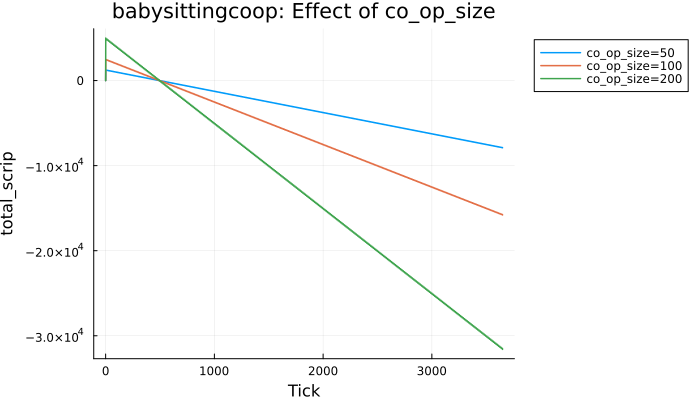 babysittingcoop: Effect of co_op_size
co_op_size=50
co_op_size=100
co_op_size=200
total_scrip
0
−1.0×10⁴
−2.0×10⁴
−3.0×10⁴
0 1000 2000 3000
Tick